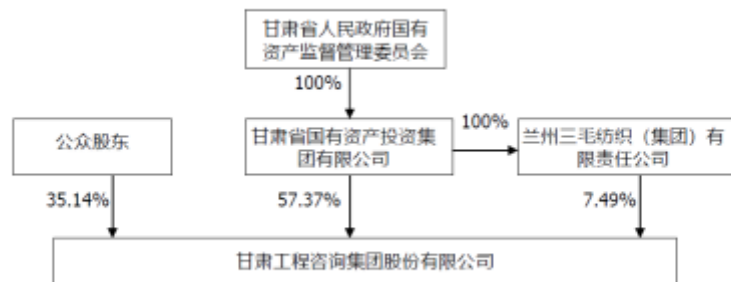 甘肃省人民政府国有
资产监督管理委员会
100%
公众股东
甘肃省国有资产投资集
团有限公司
100%
兰州三毛纺织（集团）有
限责任公司
35.14%
57.37%
7.49%
甘肃工程咨询集团股份有限公司